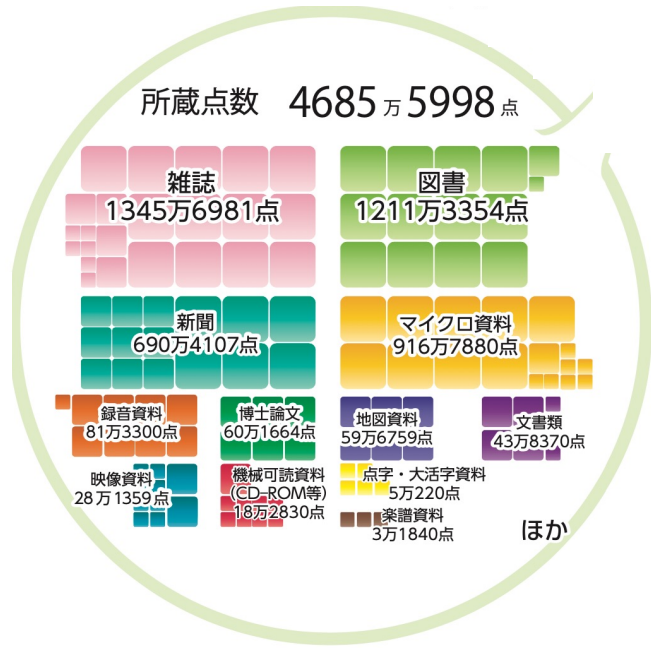 所蔵点数 4685万5998点
雑誌
1345万6981点
図書
1211万3354点
新聞
690万4107点
マイクロ資料
916万7880点
録音資料
81万3300点
博士論文
60万1664点
地図資料
59万6759点
文書類
43万8370点
映像資料
28万1359点
機械可読資料
(CD-ROM等)
18万2830点
点字・大活字資料
5万220点
楽譜資料
3万1840点
ほか